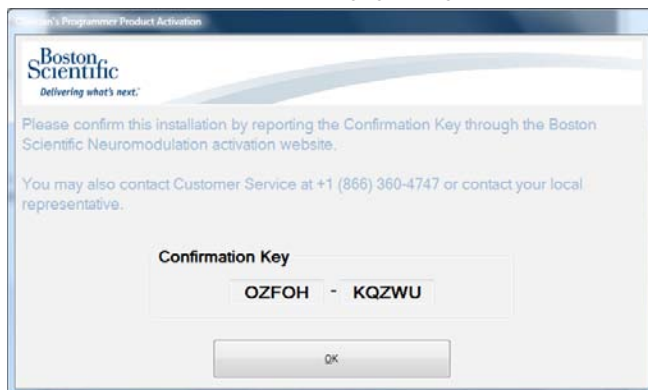 Clinician's Programmer Product Activation
Boston
Scientific
Delivering what's next.™
Please confirm this installation by reporting the Confirmation Key through the Boston
Scientific Neuromodulation activation website.
You may also contact Customer Service at +1 (866) 360-4747 or contact your local
representative.
Confirmation Key
OZFOH - KQZWU
OK